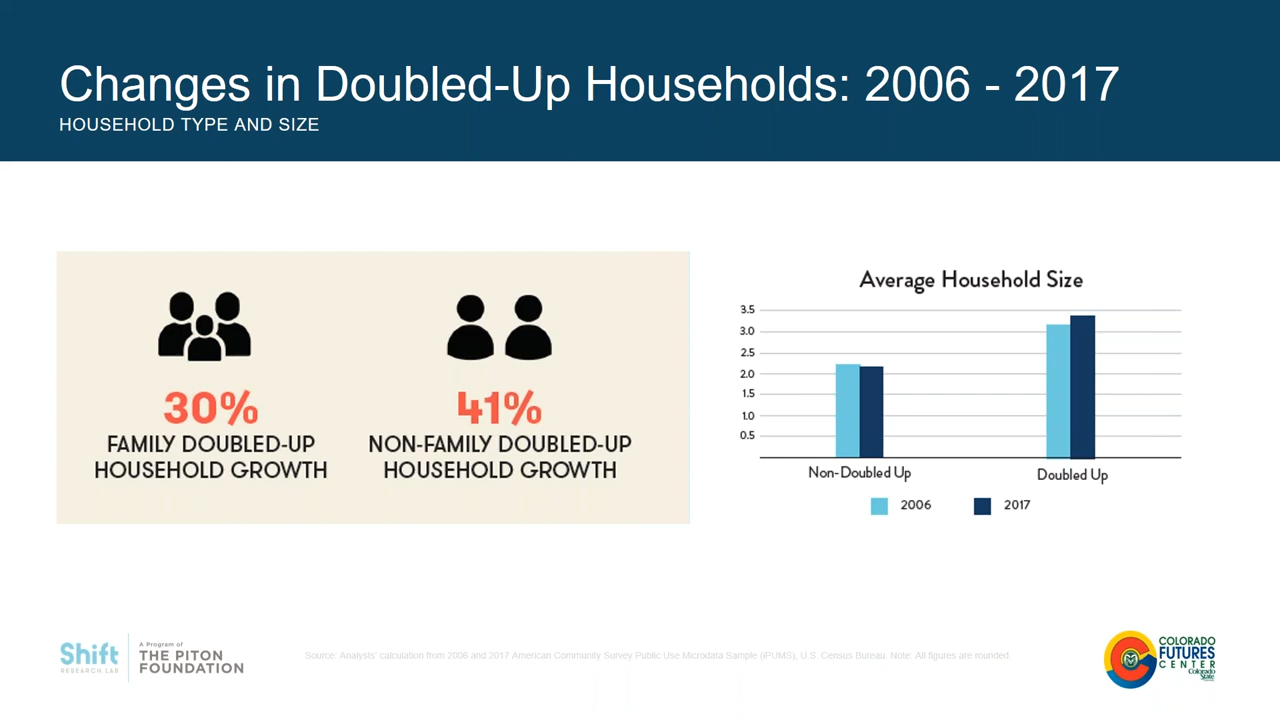 Changes in Doubled-Up Households: 2006 - 2017
HOUSEHOLD TYPE AND SIZE
30%
FAMILY DOUBLED-UP
HOUSEHOLD GROWTH
41%
NON-FAMILY DOUBLED-UP
HOUSEHOLD GROWTH
Average Household Size
3.5
3.0
2.5
2.0
1.5
1.0
0.5
Non-Doubled Up
Doubled Up
2006
2017
Shift
RESEARCH LAB
A Program of
THE PITON
FOUNDATION
Source: Analysts' calculation from 2006 and 2017 American Community Survey Public Use Microdata Sample (iPUMS), U.S. Census Bureau. Note: All figures are rounded.
COLORADO
FUTURES
CENTER
Colorado
State